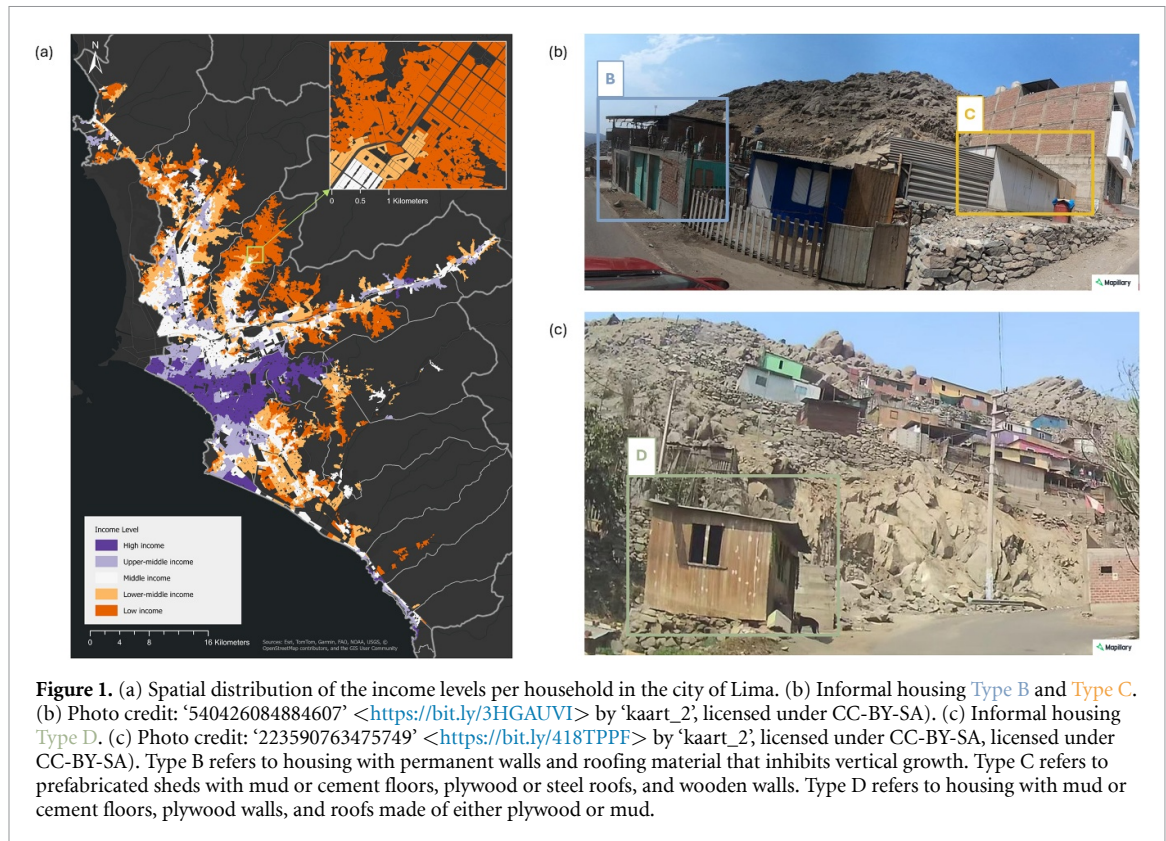 (a)
N
0 0.5 1 Kilometers
Income Level
High income
Upper-middle income
Middle income
Lower-middle income
Low income
0 4 8 16 Kilometers
Sources: Esri, TomTom, Garmin, FAO, NOAA, USGS, ©
OpenStreetMap contributors, and the GIS User Community
(b)
B
C
Mapillary
(c)
D
Mapillary
Figure 1. (a) Spatial distribution of the income levels per household in the city of Lima. (b) Informal housing Type B and Type C.
(b) Photo credit: ‘540426084884607’ <https://bit.ly/3HGAUVI> by ‘kaart_2’, licensed under CC-BY-SA). (c) Informal housing
Type D. (c) Photo credit: ‘223590763475749’ <https://bit.ly/418TPPF> by ‘kaart_2’, licensed under CC-BY-SA, licensed under
CC-BY-SA). Type B refers to housing with permanent walls and roofing material that inhibits vertical growth. Type C refers to
prefabricated sheds with mud or cement floors, plywood or steel roofs, and wooden walls. Type D refers to housing with mud or
cement floors, plywood walls, and roofs made of either plywood or mud.